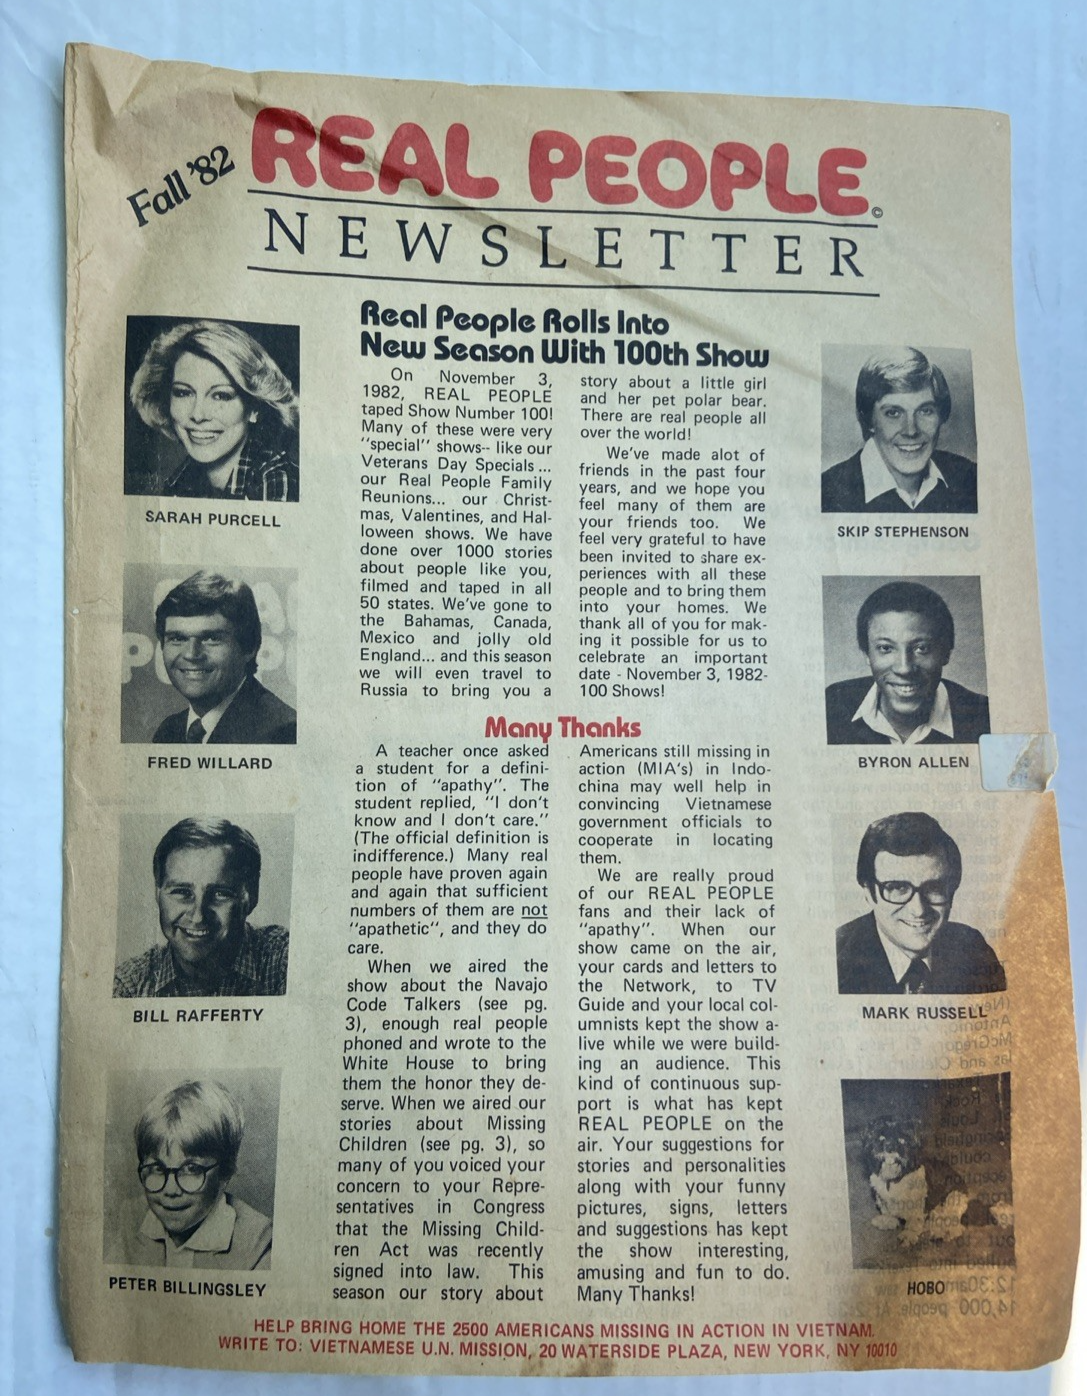 Fall '82
REAL PEOPLE ©
NEWSLETTER
SARAH PURCELL
FRED WILLARD
BILL RAFFERTY
PETER BILLINGSLEY
Real People Rolls Into
New Season With 100th Show
On November 3,
1982, REAL PEOPLE
taped Show Number 100!
Many of these were very
"special" shows-- like our
Veterans Day Specials...
our Real People Family
Reunions... our Christ-
mas, Valentines, and Hal-
loween shows. We have
done over 1000 stories
about people like you,
filmed and taped in all
50 states. We've gone to
the Bahamas, Canada,
Mexico and jolly old
England... and this season
we will even travel to
Russia to bring you a
story about a little girl
and her pet polar bear.
There are real people all
over the world!
We've made alot of
friends in the past four
years, and we hope you
feel many of them are
your friends too. We
feel very grateful to have
been invited to share ex-
periences with all these
people and to bring them
into your homes. We
thank all of you for mak-
ing it possible for us to
celebrate an important
date - November 3, 1982-
100 Shows!
Many Thanks
A teacher once asked
a student for a defini-
tion of "apathy". The
student replied, "I don't
know and I don't care."
(The official definition is
indifference.) Many real
people have proven again
and again that sufficient
numbers of them are not
"apathetic", and they do
care.
When we aired the
show about the Navajo
Code Talkers (see pg.
3), enough real people
phoned and wrote to the
White House to bring
them the honor they de-
serve. When we aired our
stories about Missing
Children (see pg. 3), so
many of you voiced your
concern to your Repre-
sentatives in Congress
that the Missing Child-
ren Act was recently
signed into law. This
season our story about
Americans still missing in
action (MIA's) in Indo-
china may well help in
convincing Vietnamese
government officials to
cooperate in locating
them.
We are really proud
of our REAL PEOPLE
fans and their lack of
"apathy". When our
show came on the air,
your cards and letters to
the Network, to TV
Guide and your local col-
umnists kept the show a-
live while we were build-
ing an audience. This
kind of continuous sup-
port is what has kept
REAL PEOPLE on the
air. Your suggestions for
stories and personalities
along with your funny
pictures, signs, letters
and suggestions has kept
the show interesting,
amusing and fun to do.
Many Thanks!
SKIP STEPHENSON
BYRON ALLEN
MARK RUSSELL
HOBO
HELP BRING HOME THE 2500 AMERICANS MISSING IN ACTION IN VIETNAM.
WRITE TO: VIETNAMESE U.N. MISSION, 20 WATERSIDE PLAZA, NEW YORK, NY 10010